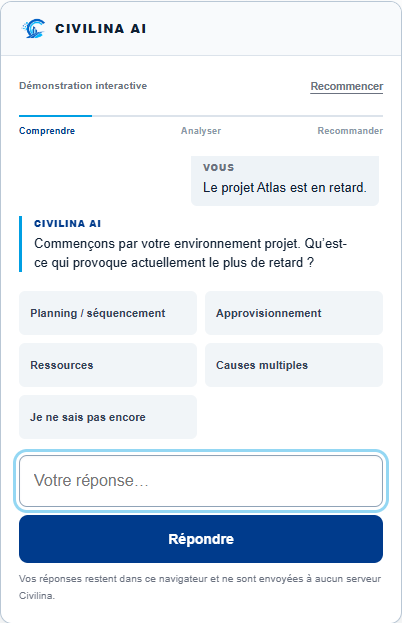 CIVILINA AI
Démonstration interactive
Recommencer
Comprendre
Analyser
Recommander
VOUS
Le projet Atlas est en retard.
CIVILINA AI
Commençons par votre environnement projet. Qu’est-
ce qui provoque actuellement le plus de retard ?
Planning / séquencement
Approvisionnement
Ressources
Causes multiples
Je ne sais pas encore
Votre réponse…
Répondre
Vos réponses restent dans ce navigateur et ne sont envoyées à aucun serveur
Civilina.